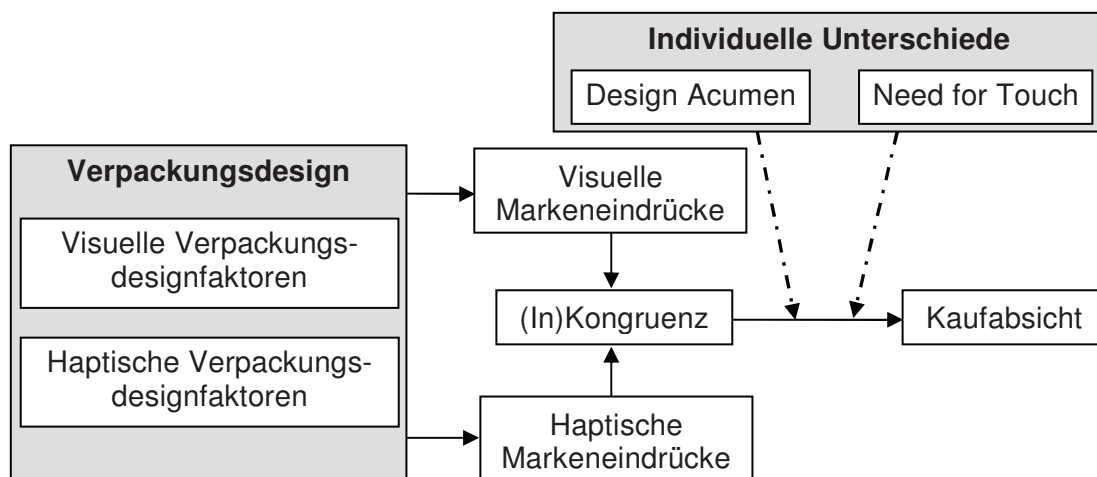 Individuelle Unterschiede
Design Acumen
Need for Touch
Verpackungsdesign
Visuelle Verpackungs-
designfaktoren
Haptische Verpackungs-
designfaktoren
Visuelle
Markeneindrücke
(In)Kongruenz
Kaufabsicht
Haptische
Markeneindrücke